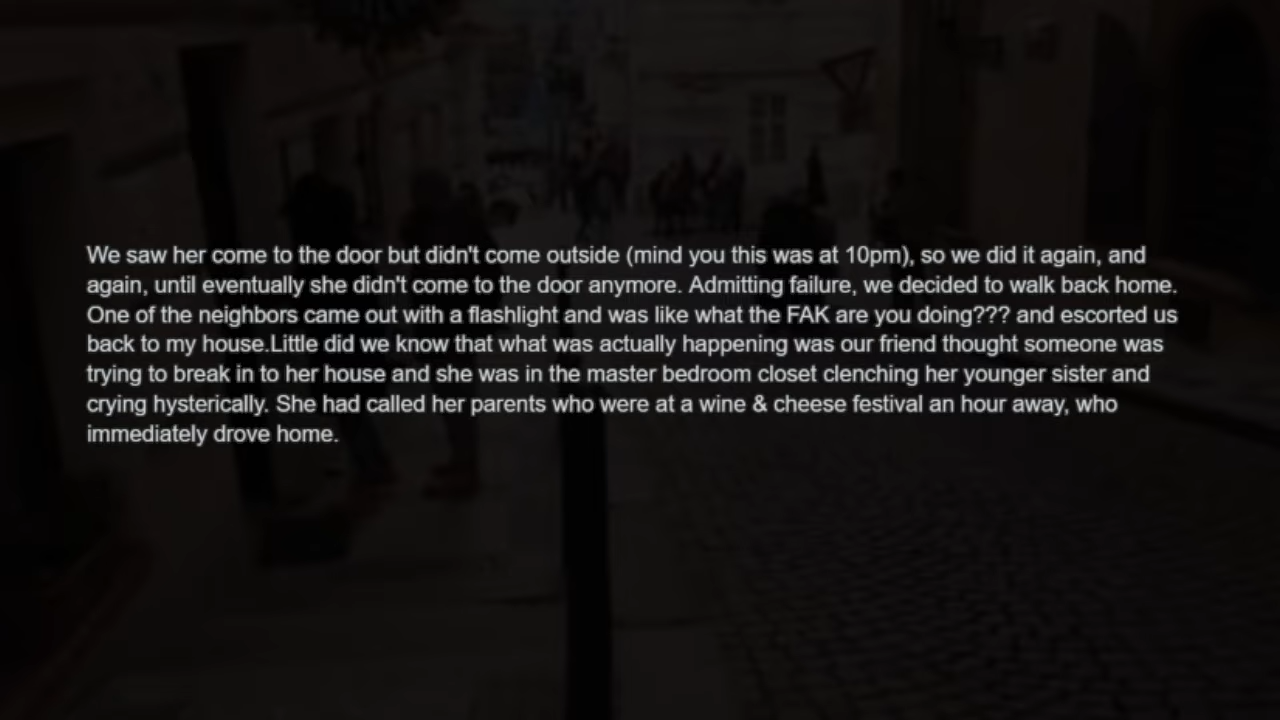 We saw her come to the door but didn't come outside (mind you this was at 10pm), so we did it again, and
again, until eventually she didn't come to the door anymore. Admitting failure, we decided to walk back home.
One of the neighbors came out with a flashlight and was like what the FAK are you doing??? and escorted us
back to my house.Little did we know that what was actually happening was our friend thought someone was
trying to break in to her house and she was in the master bedroom closet clenching her younger sister and
crying hysterically. She had called her parents who were at a wine & cheese festival an hour away, who
immediately drove home.